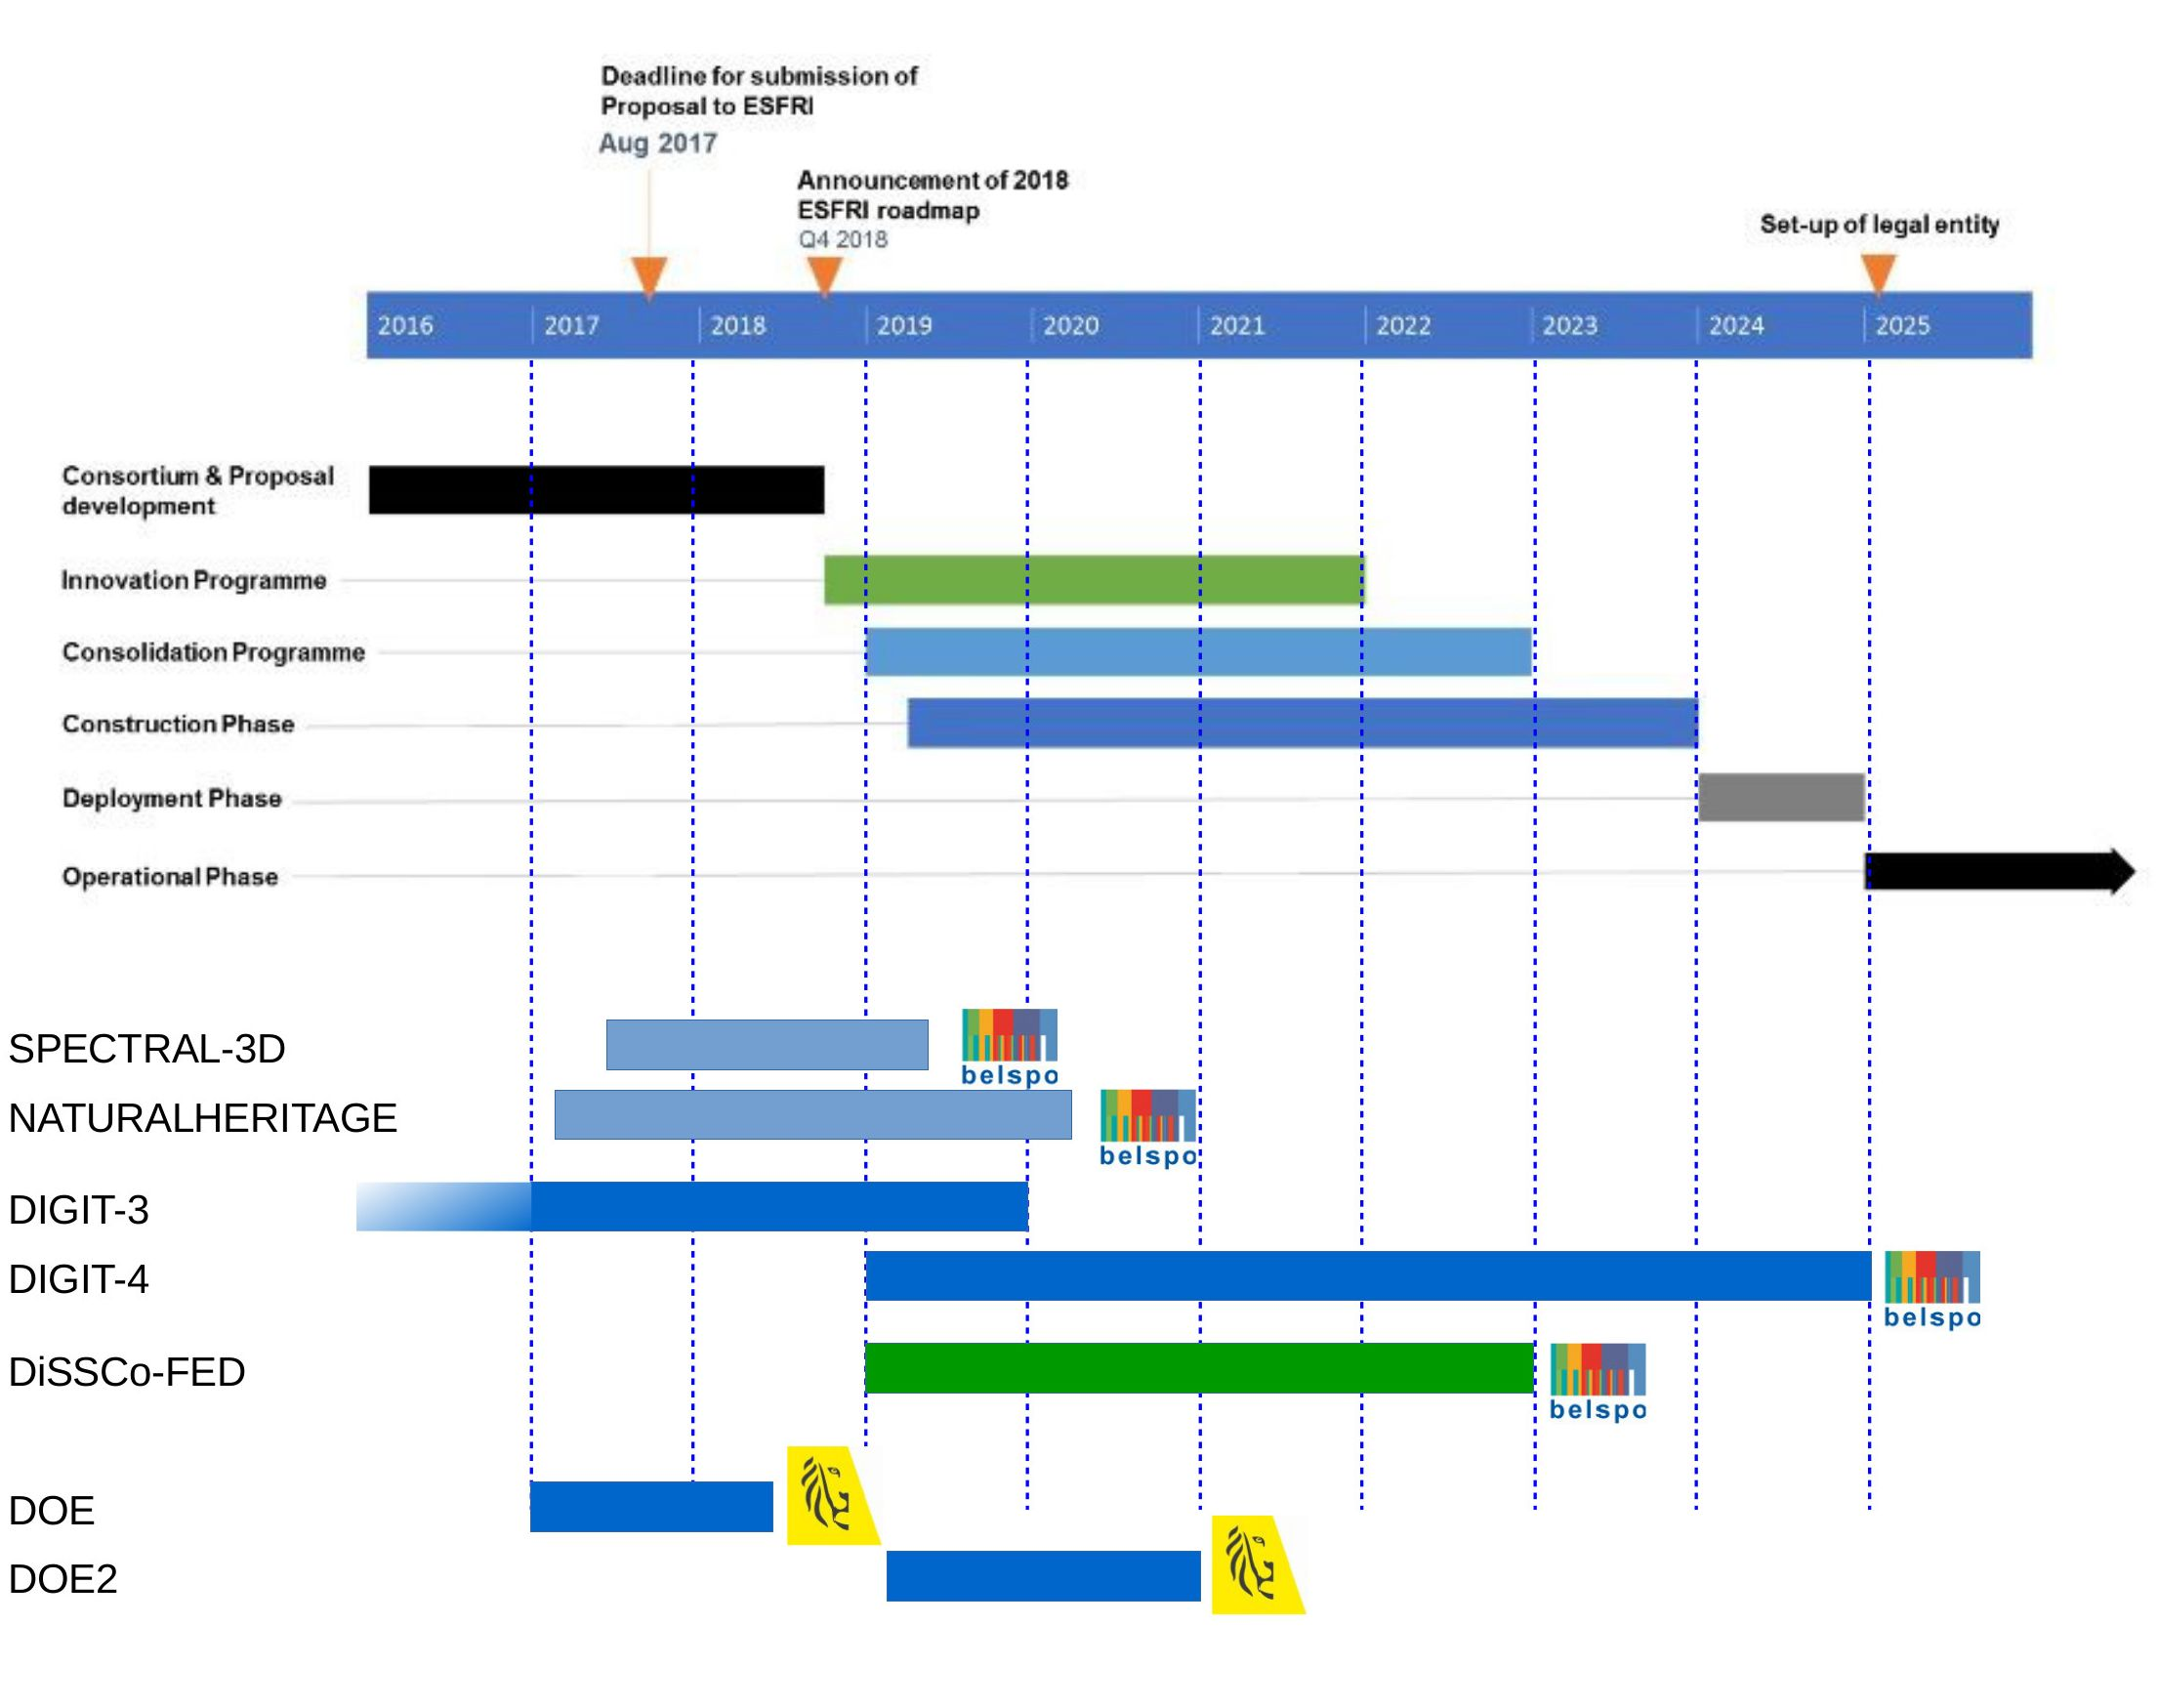 Deadline for submission of
Proposal to ESFRI
Aug 2017
Announcement of 2018
ESFRI roadmap
Q4 2018
Set-up of legal entity
2016 2017 2018 2019 2020 2021 2022 2023 2024 2025
Consortium & Proposal
development
Innovation Programme
Consolidation Programme
Construction Phase
Deployment Phase
Operational Phase
SPECTRAL-3D
belspo
NATURALHERITAGE
belspo
DIGIT-3
DIGIT-4
belspo
DiSSCo-FED
belspo
DOE
DOE2